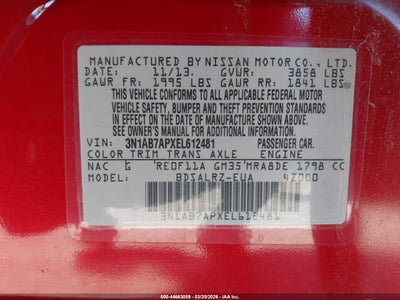 MANUFACTURED BY NISSAN MOTOR CO., LTD.
DATE: 11/13. GVWR: 3858 LBS
GAWR FR: 1995 LBS GAWR RR: 1841 LBS
THIS VEHICLE CONFORMS TO ALL APPLICABLE FEDERAL MOTOR
VEHICLE SAFETY, BUMPER AND THEFT PREVENTION STANDARDS
IN EFFECT ON THE DATE OF MANUFACTURE SHOWN ABOVE.
SEE OWNER'S MANUAL FOR ADDITIONAL INFORMATION.
VIN: 3N1AB7APXEL612481 PASSENGER CAR.
COLOR TRIM TRANS AXLE ENGINE
NAC G RE0F11A GM35 MRA8DE 1798 CC
MODEL: BDSALRZ-EUA 4Z000
3N1AB7APXEL612481
000-44663059 - 03/20/2026 - IAA